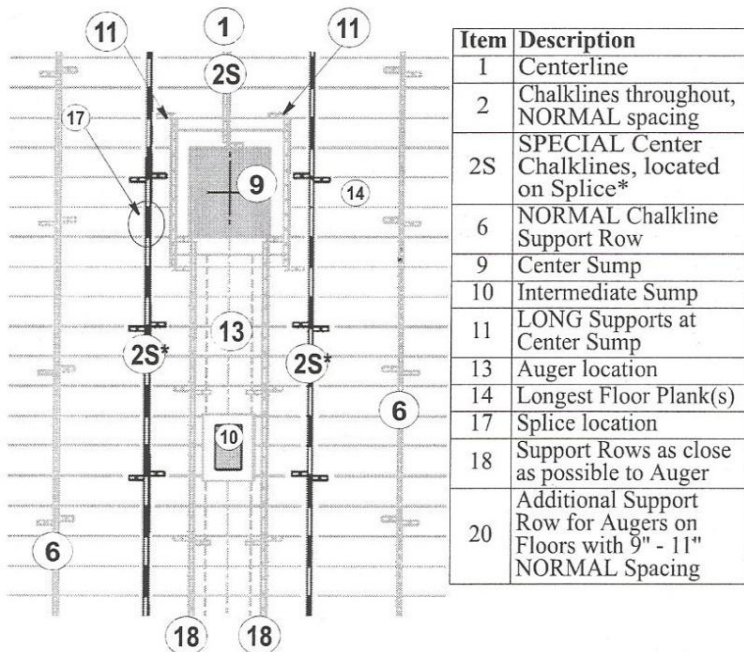 11
1
11
2S
17
9
14
13
2S*
2S*
6
10
6
18
18
Item Description
1 Centerline
2 Chalklines throughout,
NORMAL spacing
2S SPECIAL Center
Chalklines, located
on Splice*
6 NORMAL Chalkline
Support Row
9 Center Sump
10 Intermediate Sump
11 LONG Supports at
Center Sump
13 Auger location
14 Longest Floor Plank(s)
17 Splice location
18 Support Rows as close
as possible to Auger
20 Additional Support
Row for Augers on
Floors with 9" - 11"
NORMAL Spacing